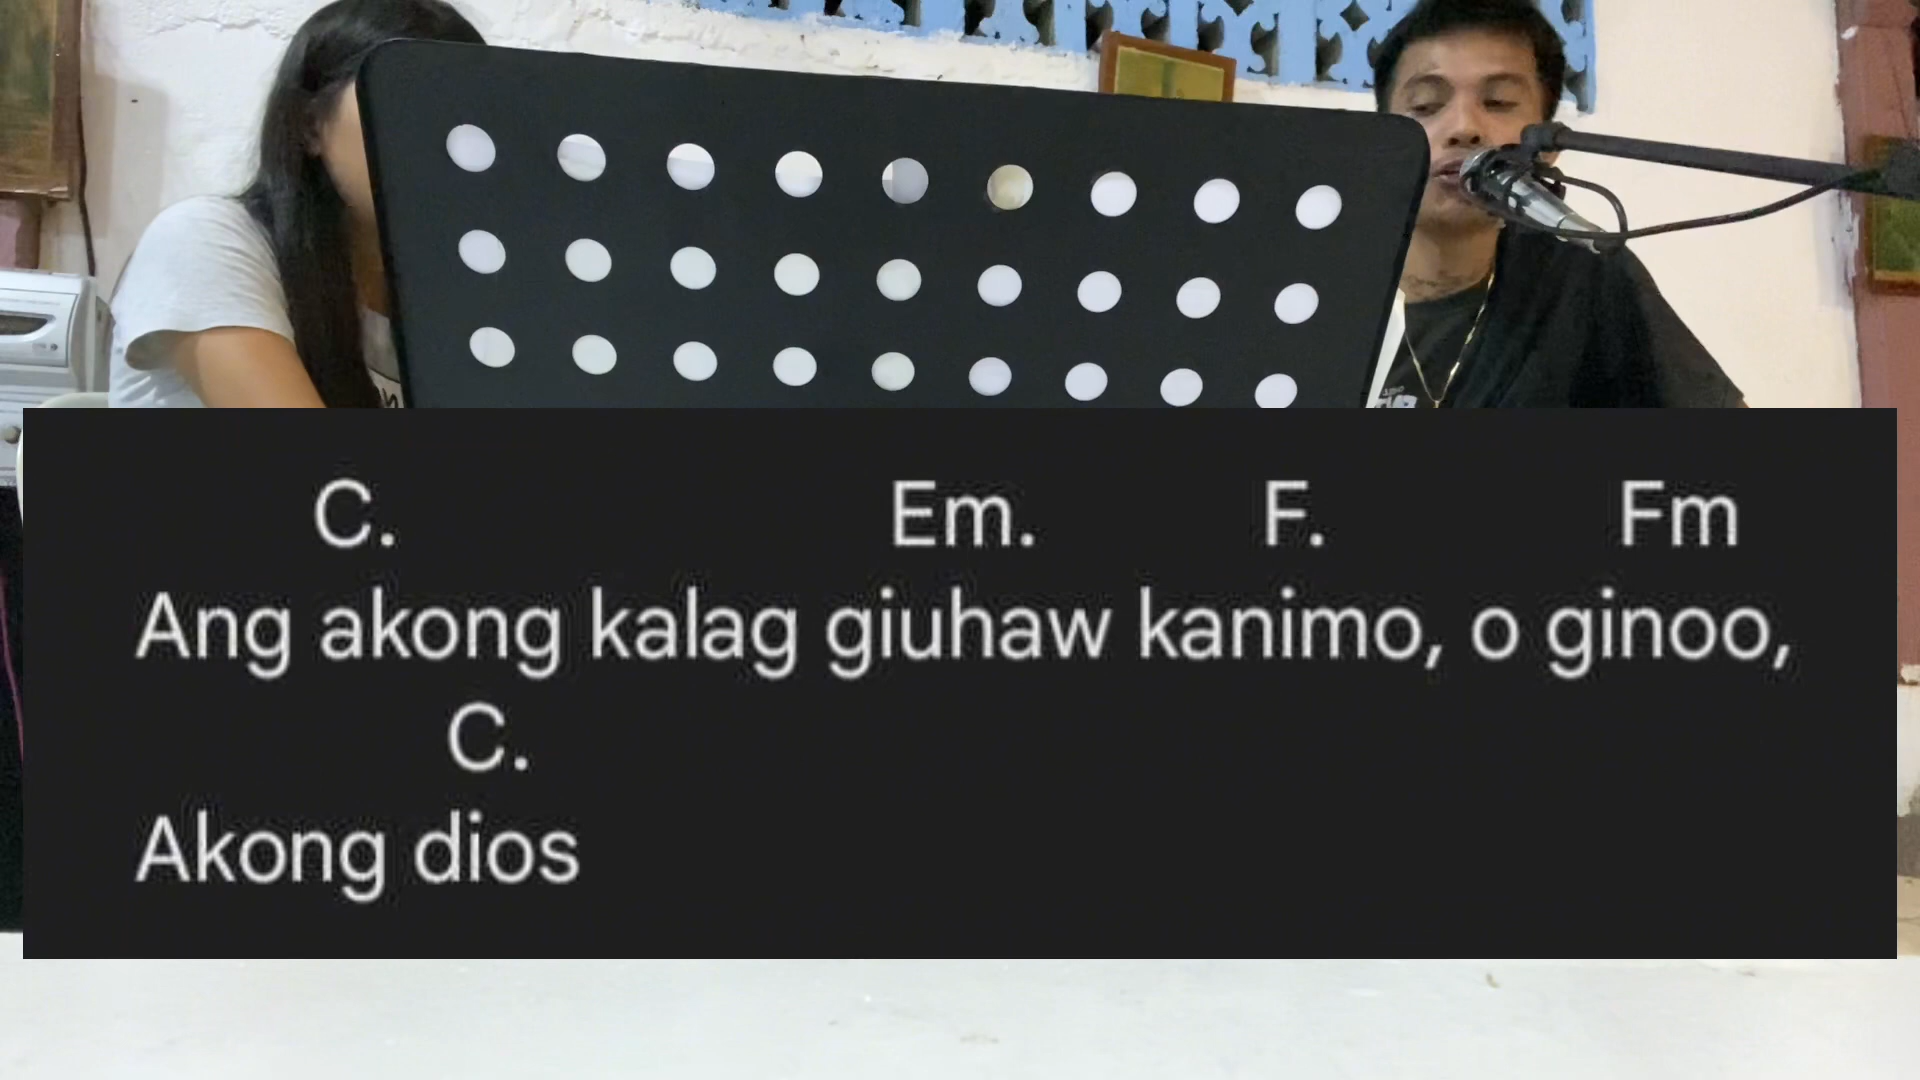 C. Em. F. Fm
Ang akong kalag giuhaw kanimo, o ginoo,
C.
Akong dios